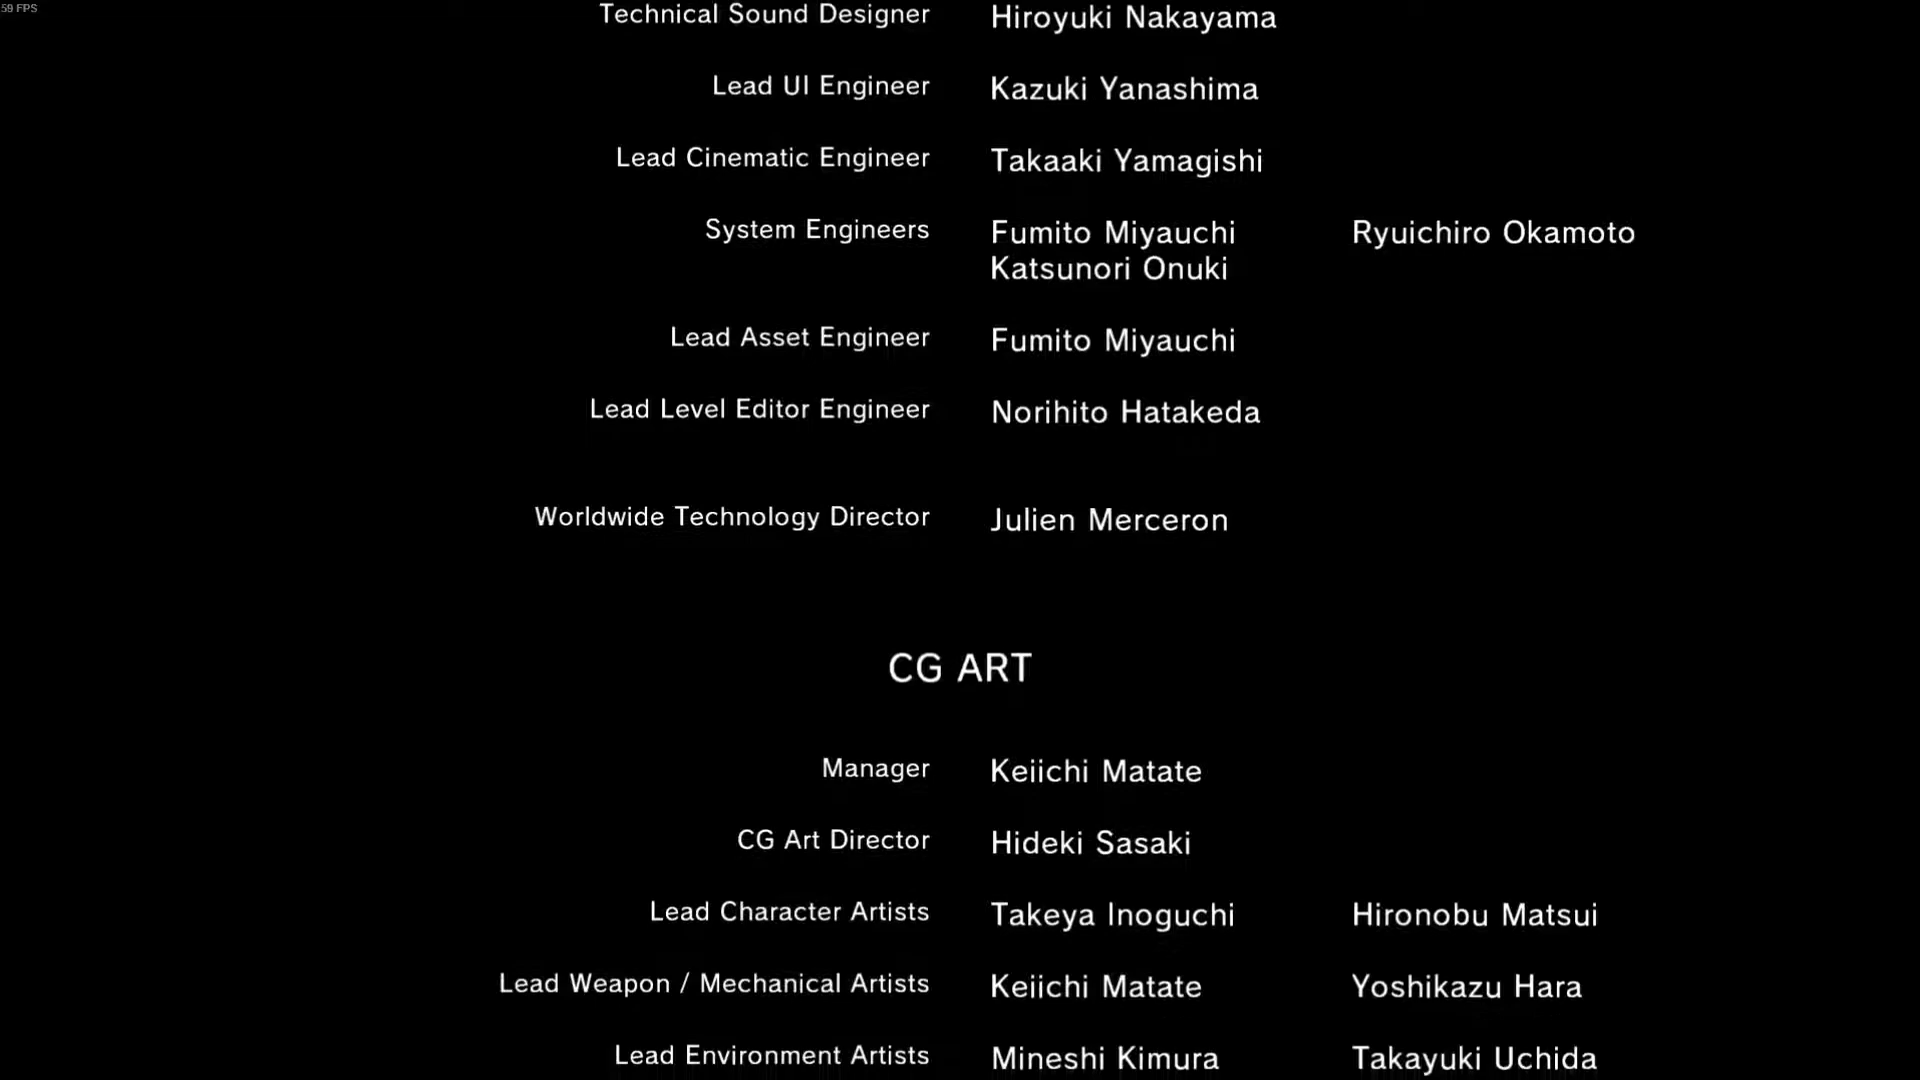 59 FPS
Technical Sound Designer Hiroyuki Nakayama
Lead UI Engineer Kazuki Yanashima
Lead Cinematic Engineer Takaaki Yamagishi
System Engineers Fumito Miyauchi Ryuichiro Okamoto
Katsunori Onuki
Lead Asset Engineer Fumito Miyauchi
Lead Level Editor Engineer Norihito Hatakeda
Worldwide Technology Director Julien Merceron
CG ART
Manager Keiichi Matate
CG Art Director Hideki Sasaki
Lead Character Artists Takeya Inoguchi Hironobu Matsui
Lead Weapon / Mechanical Artists Keiichi Matate Yoshikazu Hara
Lead Environment Artists Mineshi Kimura Takayuki Uchida